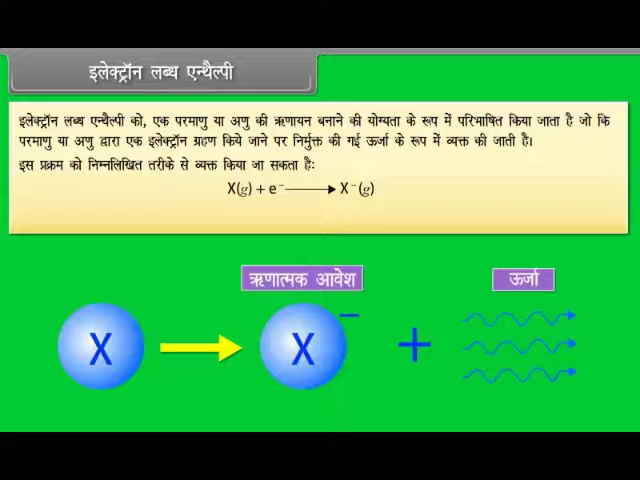 इलेक्ट्रॉन लब्ध एन्थैल्पी
इलेक्ट्रॉन लब्ध एन्थैल्पी को, एक परमाणु या अणु की ऋणायन बनाने की योग्यता के रूप में परिभाषित किया जाता है जो कि
परमाणु या अणु द्वारा एक इलेक्ट्रॉन ग्रहण किये जाने पर निर्मुक्त की गई ऊर्जा के रूप में व्यक्त की जाती है।
इस प्रक्रम को निम्नलिखित तरीके से व्यक्त किया जा सकता है:
X(g) + e⁻ ⟶ X⁻(g)
ऋणात्मक आवेश
ऊर्जा
X
X⁻
+